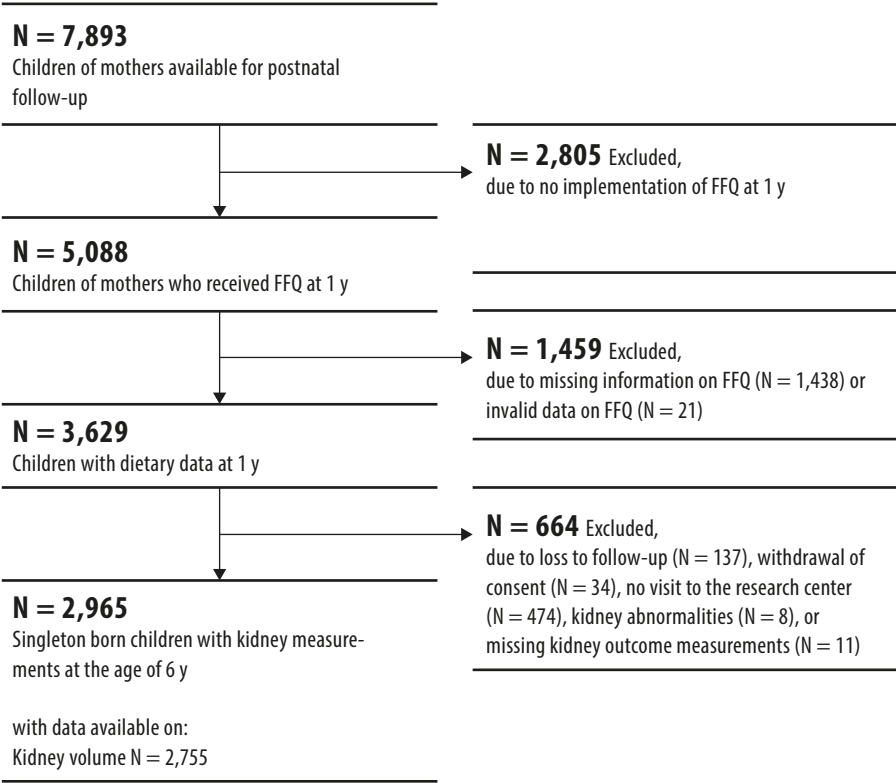 N = 7,893
Children of mothers available for postnatal
follow-up
N = 2,805 Excluded,
due to no implementation of FFQ at 1 y
N = 5,088
Children of mothers who received FFQ at 1 y
N = 1,459 Excluded,
due to missing information on FFQ (N = 1,438) or
invalid data on FFQ (N = 21)
N = 3,629
Children with dietary data at 1 y
N = 664 Excluded,
due to loss to follow-up (N = 137), withdrawal of
consent (N = 34), no visit to the research center
(N = 474), kidney abnormalities (N = 8), or
missing kidney outcome measurements (N = 11)
N = 2,965
Singleton born children with kidney measure-
ments at the age of 6 y
with data available on:
Kidney volume N = 2,755